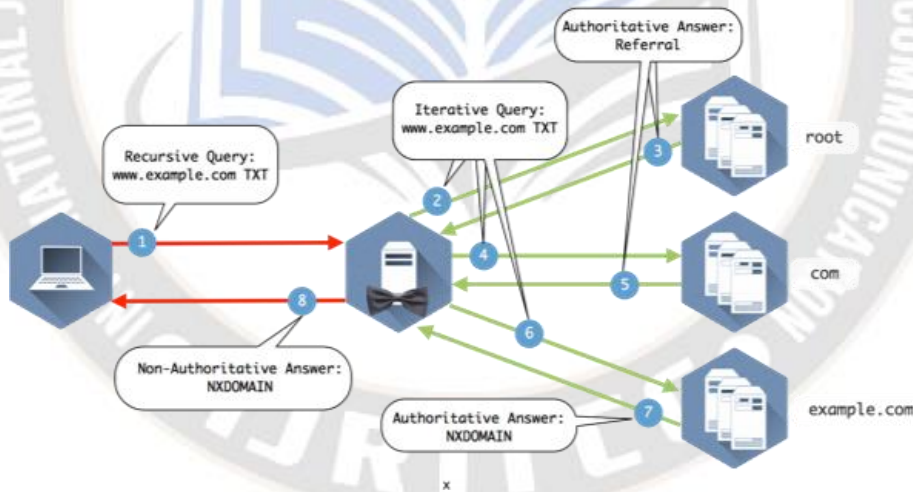 Authoritative Answer:
Referral
Iterative Query:
www.example.com TXT
Recursive Query:
www.example.com TXT
root
com
example.com
1
2
3
4
5
6
7
8
Non-Authoritative Answer:
NXDOMAIN
Authoritative Answer:
NXDOMAIN
x